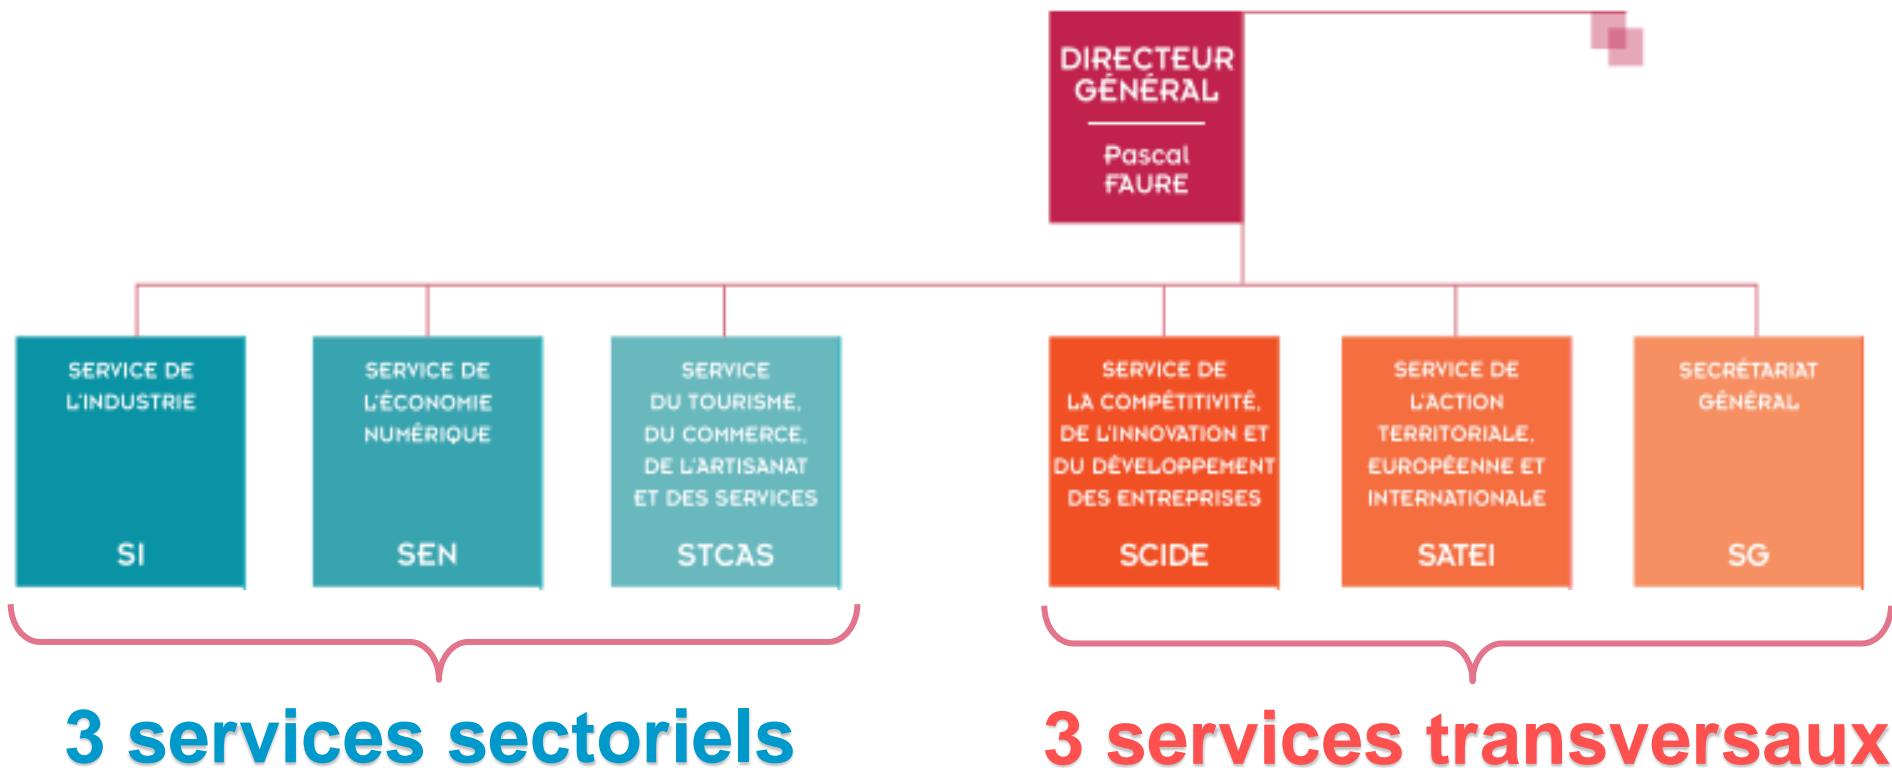 DIRECTEUR
GÉNÉRAL
Pascal
FAURE
SERVICE DE
L'INDUSTRIE
SI
SERVICE DE
L'ÉCONOMIE
NUMÉRIQUE
SEN
SERVICE
DU TOURISME,
DU COMMERCE,
DE L'ARTISANAT
ET DES SERVICES
STCAS
SERVICE DE
LA COMPÉTITIVITÉ,
DE L'INNOVATION ET
DU DÉVELOPPEMENT
DES ENTREPRISES
SCIDE
SERVICE DE
L'ACTION
TERRITORIALE,
EUROPÉENNE ET
INTERNATIONALE
SATEI
SECRÉTARIAT
GÉNÉRAL
SG
3 services sectoriels
3 services transversaux